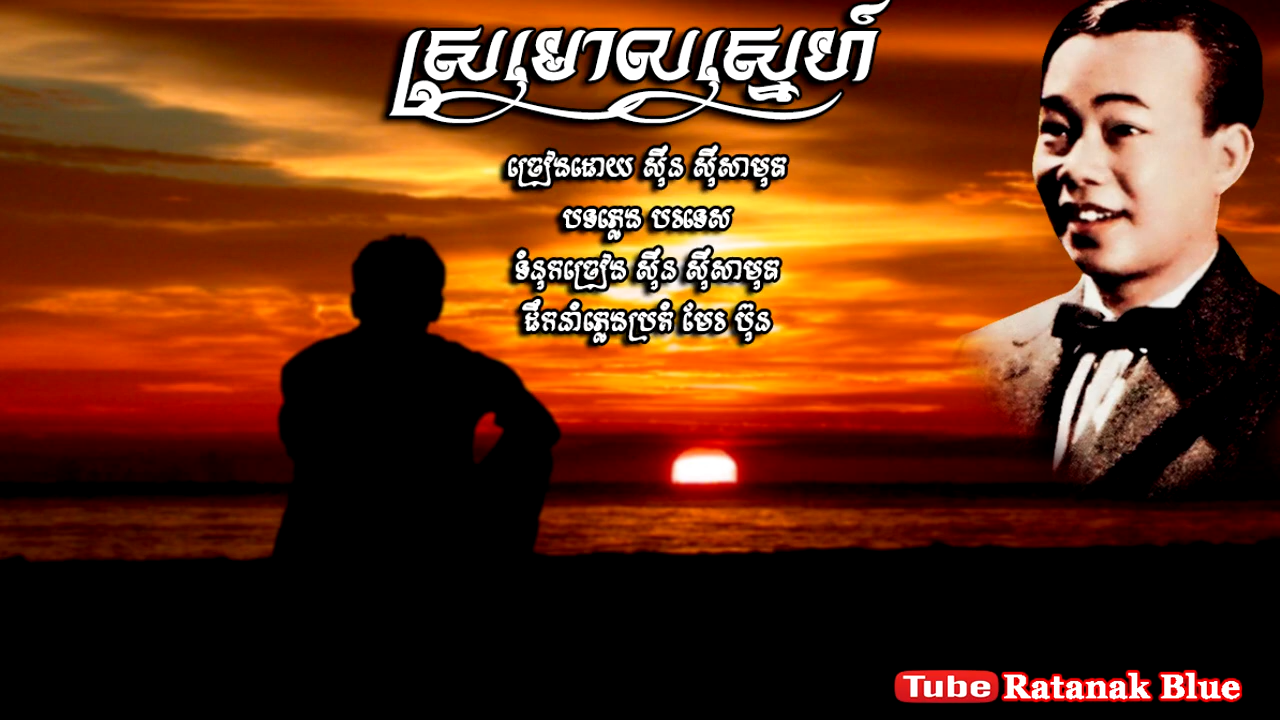 ស្រមោលស្នេហ៍
ច្រៀងដោយ ស៊ីន ស៊ីសាមុត
បទភ្លេង បរទេស
ទំនុកច្រៀង ស៊ីន ស៊ីសាមុត
ដឹកនាំភ្លេងប្រគំ មែរ ប៊ុន
Tube Ratanak Blue